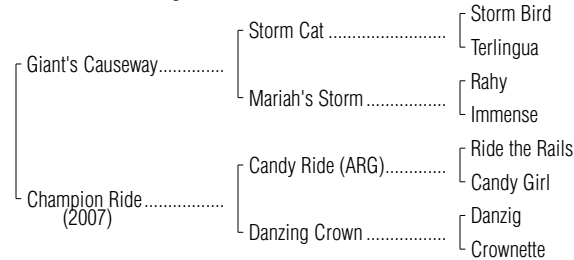 Storm Bird
Storm Cat ........................
Terlingua
Giant's Causeway..............
Rahy
Mariah's Storm ..................
Immense
Ride the Rails
Candy Ride (ARG).............
Candy Girl
Champion Ride.................
(2007)
Danzig
Danzing Crown .................
Crownette